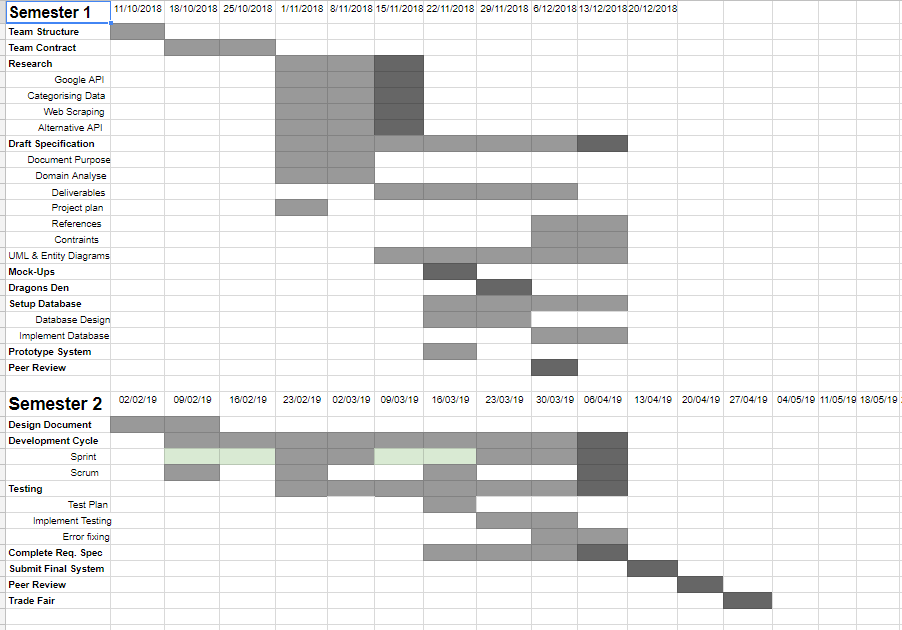 Semester 1 11/10/2018 18/10/2018 25/10/2018 1/11/2018 8/11/2018 15/11/2018 22/11/2018 29/11/2018 6/12/2018 13/12/2018 20/12/2018
Team Structure
Team Contract
Research
Google API
Categorising Data
Web Scraping
Alternative API
Draft Specification
Document Purpose
Domain Analyse
Deliverables
Project plan
References
Contraints
UML & Entity Diagrams
Mock-Ups
Dragons Den
Setup Database
Database Design
Implement Database
Prototype System
Peer Review
Semester 2 02/02/19 09/02/19 16/02/19 23/02/19 02/03/19 09/03/19 16/03/19 23/03/19 30/03/19 06/04/19 13/04/19 20/04/19 27/04/19 04/05/19 11/05/19 18/05/19
Design Document
Development Cycle
Sprint
Scrum
Testing
Test Plan
Implement Testing
Error fixing
Complete Req. Spec
Submit Final System
Peer Review
Trade Fair